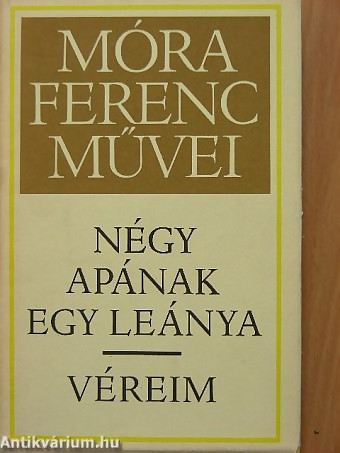 MÓRA
FERENC
MŰVEI
NÉGY
APÁNAK
EGY LEÁNYA
VÉREIM
Antikvárium.hu